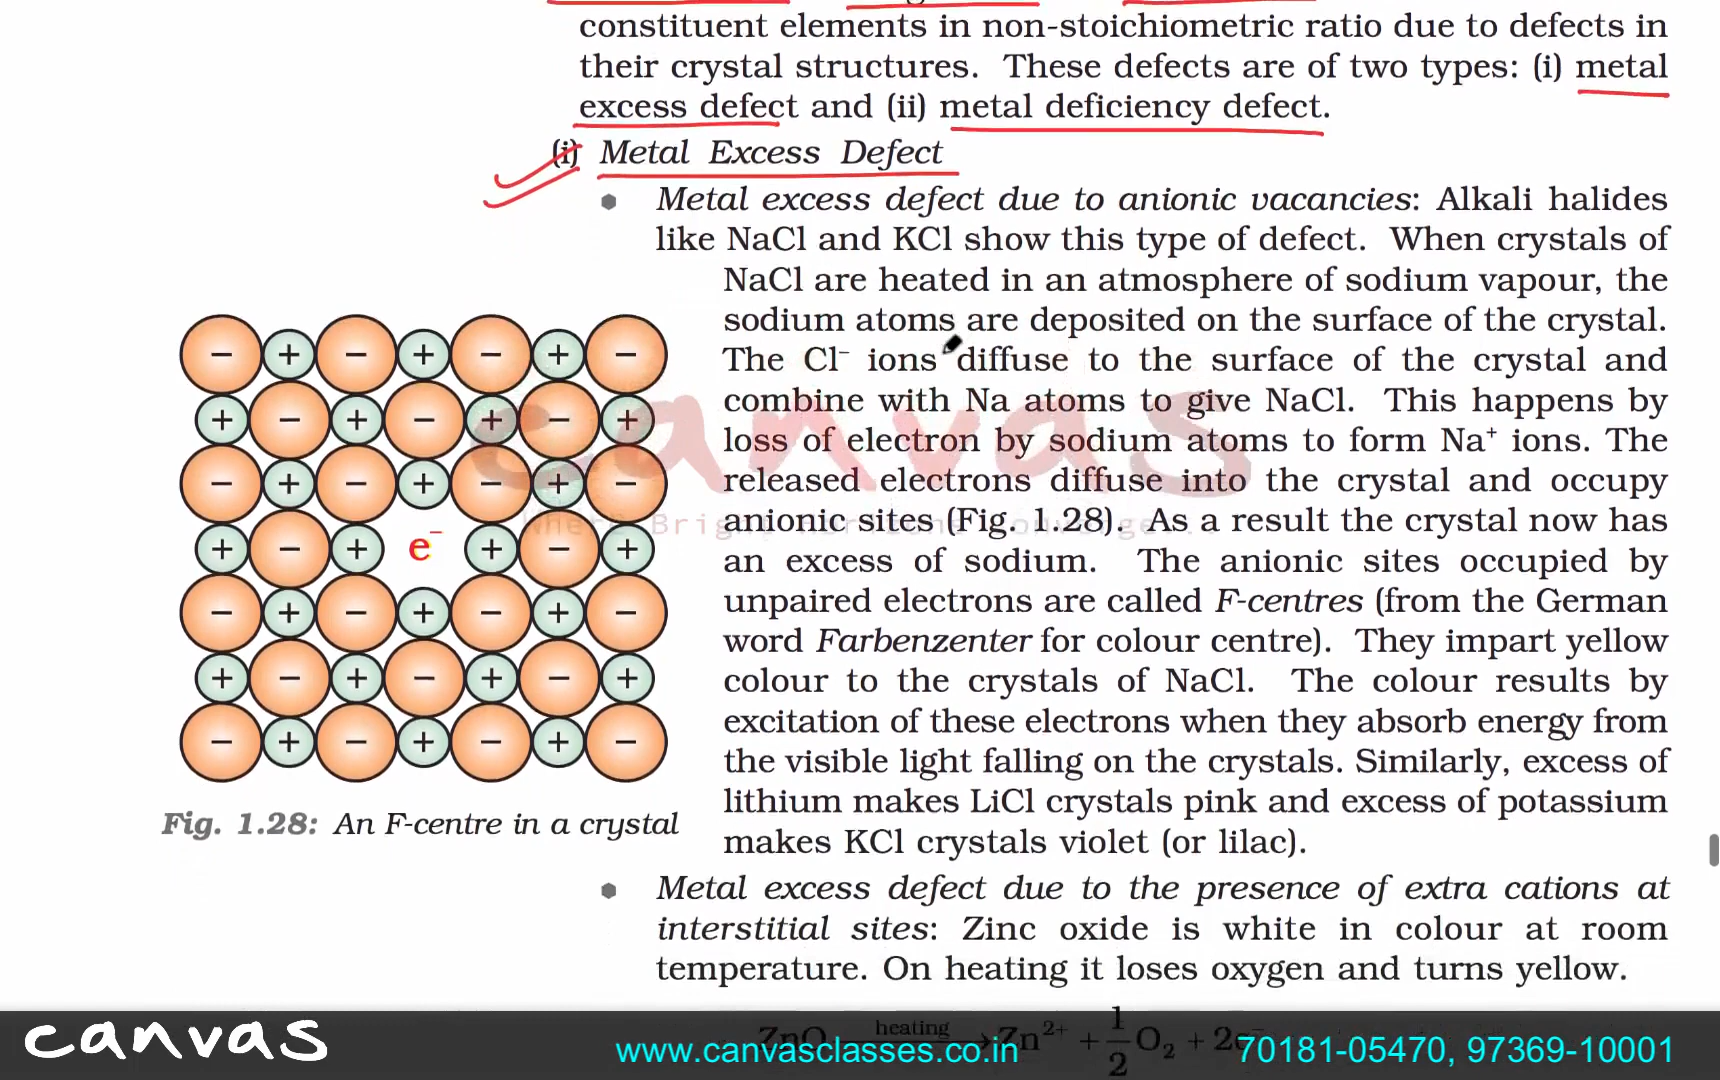 constituent elements in non-stoichiometric ratio due to defects in
their crystal structures. These defects are of two types: (i) metal
excess defect and (ii) metal deficiency defect.
(i) Metal Excess Defect
Metal excess defect due to anionic vacancies: Alkali halides
like NaCl and KCl show this type of defect. When crystals of
NaCl are heated in an atmosphere of sodium vapour, the
sodium atoms are deposited on the surface of the crystal.
The Cl⁻ ions diffuse to the surface of the crystal and
combine with Na atoms to give NaCl. This happens by
loss of electron by sodium atoms to form Na⁺ ions. The
released electrons diffuse into the crystal and occupy
anionic sites (Fig. 1.28). As a result the crystal now has
an excess of sodium. The anionic sites occupied by
unpaired electrons are called F-centres (from the German
word Farbenzenter for colour centre). They impart yellow
colour to the crystals of NaCl. The colour results by
excitation of these electrons when they absorb energy from
the visible light falling on the crystals. Similarly, excess of
lithium makes LiCl crystals pink and excess of potassium
makes KCl crystals violet (or lilac).
− + − + − + −
+ − + − + − +
− + − + − + −
+ − + e⁻ + − +
− + − + − + −
+ − + − + − +
− + − + − + −
Fig. 1.28: An F-centre in a crystal
Metal excess defect due to the presence of extra cations at
interstitial sites: Zinc oxide is white in colour at room
temperature. On heating it loses oxygen and turns yellow.
ZnO heating → Zn²⁺ + 1/2 O₂ + 2e⁻
canvas
canvas
www.canvasclasses.co.in
70181-05470, 97369-10001